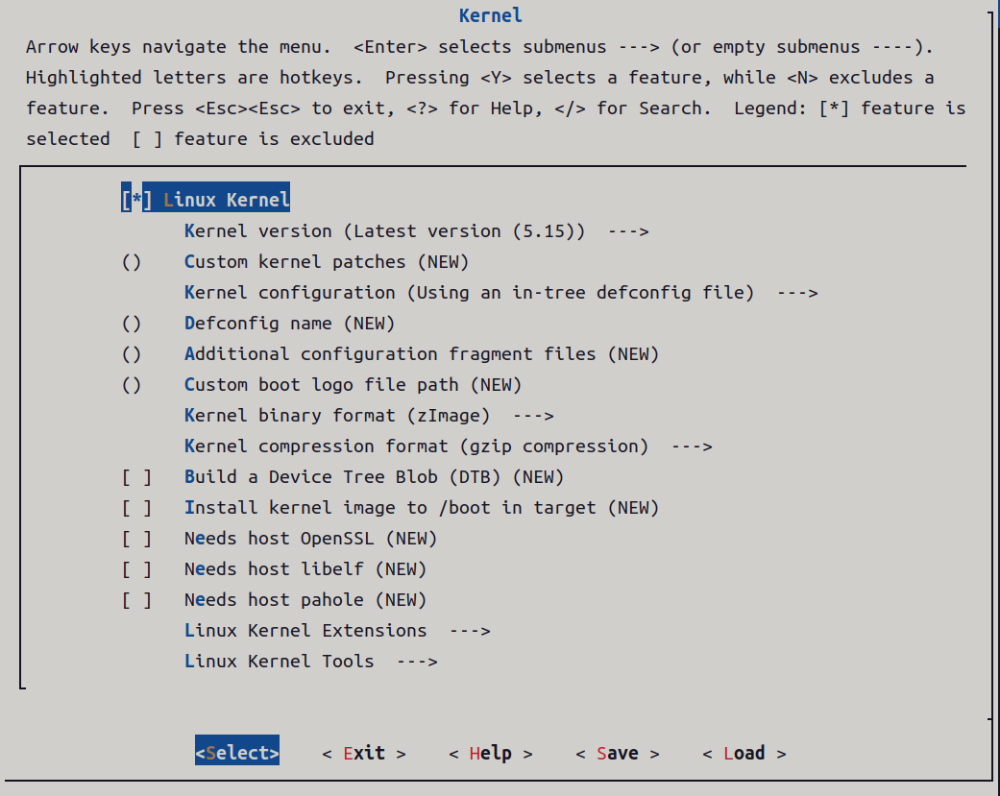 Kernel
Arrow keys navigate the menu.  <Enter> selects submenus ---> (or empty submenus ----).
Highlighted letters are hotkeys.  Pressing <Y> selects a feature, while <N> excludes a
feature.  Press <Esc><Esc> to exit, <?> for Help, </> for Search.  Legend: [*] feature is
selected  [ ] feature is excluded
[*] Linux Kernel
Kernel version (Latest version (5.15))  --->
()    Custom kernel patches (NEW)
Kernel configuration (Using an in-tree defconfig file)  --->
()    Defconfig name (NEW)
()    Additional configuration fragment files (NEW)
()    Custom boot logo file path (NEW)
Kernel binary format (zImage)  --->
Kernel compression format (gzip compression)  --->
[ ]   Build a Device Tree Blob (DTB) (NEW)
[ ]   Install kernel image to /boot in target (NEW)
[ ]   Needs host OpenSSL (NEW)
[ ]   Needs host libelf (NEW)
[ ]   Needs host pahole (NEW)
Linux Kernel Extensions  --->
Linux Kernel Tools  --->
<Select>    < Exit >    < Help >    < Save >    < Load >